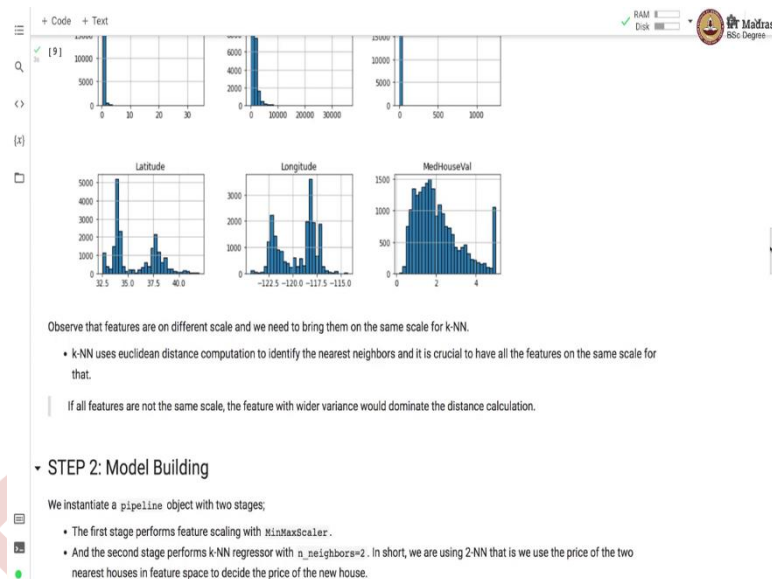 + Code + Text
RAM
Disk
IIT Madras
BSc Degree
[9]
10000
5000
0
0 10 20 30
6000
4000
2000
0
0 10000 20000 30000
15000
10000
5000
0
0 500 1000
Latitude
5000
4000
3000
2000
1000
0
32.5 35.0 37.5 40.0
Longitude
3000
2000
1000
0
−122.5 −120.0 −117.5 −115.0
MedHouseVal
1500
1000
500
0
0 2 4
Observe that features are on different scale and we need to bring them on the same scale for k-NN.
• k-NN uses euclidean distance computation to identify the nearest neighbors and it is crucial to have all the features on the same scale for
that.
If all features are not the same scale, the feature with wider variance would dominate the distance calculation.
STEP 2: Model Building
We instantiate a pipeline object with two stages;
• The first stage performs feature scaling with MinMaxScaler.
• And the second stage performs k-NN regressor with n_neighbors=2. In short, we are using 2-NN that is we use the price of the two
nearest houses in feature space to decide the price of the new house.